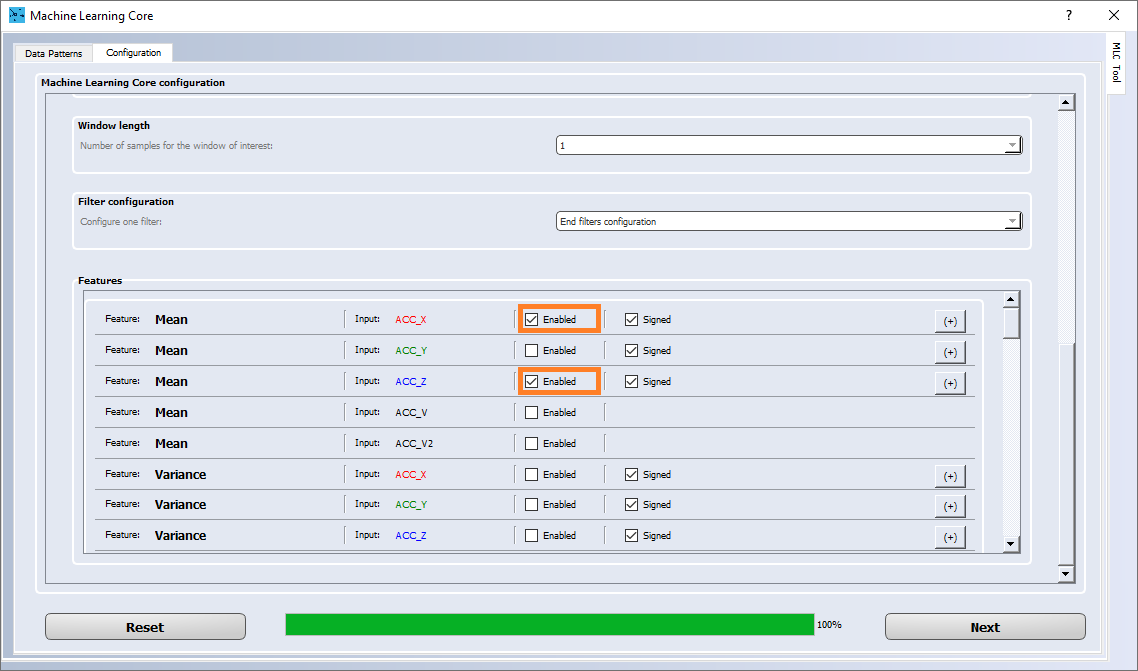 Machine Learning Core ?
Data Patterns Configuration
MLC Tool
Machine Learning Core configuration
Window length
Number of samples for the window of interest: 1
Filter configuration
Configure one filter: End filters configuration
Features
Feature: Mean Input: ACC_X Enabled Signed (+)
Feature: Mean Input: ACC_Y Enabled Signed (+)
Feature: Mean Input: ACC_Z Enabled Signed (+)
Feature: Mean Input: ACC_V Enabled
Feature: Mean Input: ACC_V2 Enabled
Feature: Variance Input: ACC_X Enabled Signed (+)
Feature: Variance Input: ACC_Y Enabled Signed (+)
Feature: Variance Input: ACC_Z Enabled Signed (+)
Reset 100% Next